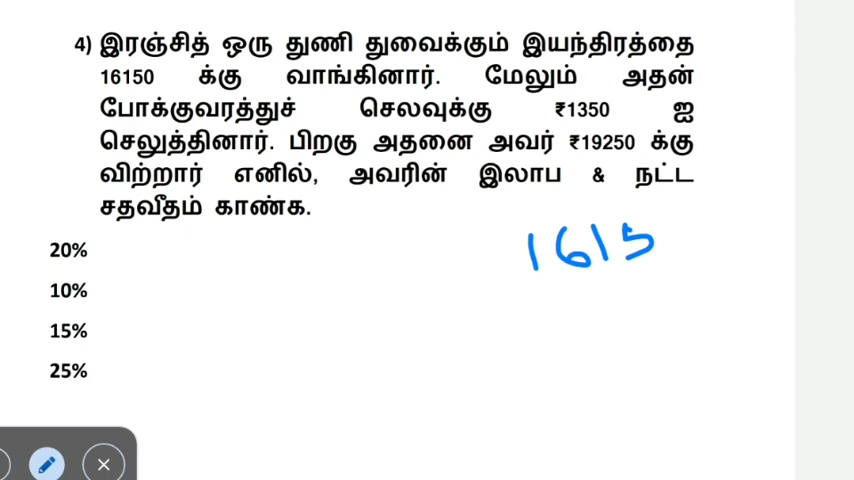 4) இரஞ்சித் ஒரு துணி துவைக்கும் இயந்திரத்தை
16150 க்கு வாங்கினார். மேலும் அதன்
போக்குவரத்துச் செலவுக்கு ₹1350 ஐ
செலுத்தினார். பிறகு அதனை அவர் ₹19250 க்கு
விற்றார் எனில், அவரின் இலாப & நட்ட
சதவீதம் காண்க.
1615
20%
10%
15%
25%